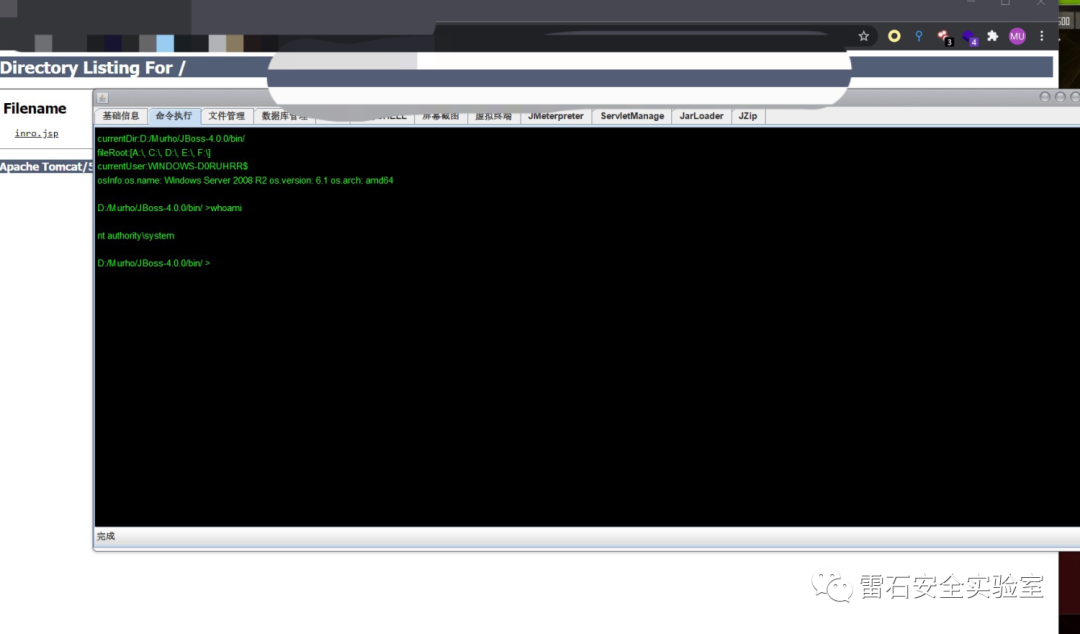 MU
3
4
Directory Listing For /
Filename
inro.jsp
Apache Tomcat/5
基础信息 命令执行 文件管理 数据库管理 屏幕截图 虚拟终端 JMeterpreter ServletManage JarLoader JZip
currentDir:D:/Murho/JBoss-4.0.0/bin/
fileRoot:[A:\, C:\, D:\, E:\, F:\]
currentUser:WINDOWS-D0RUHRR$
osInfo:os.name: Windows Server 2008 R2 os.version: 6.1 os.arch: amd64
D:/Murho/JBoss-4.0.0/bin/ >whoami
nt authority\system
D:/Murho/JBoss-4.0.0/bin/ >
完成
雷石安全实验室